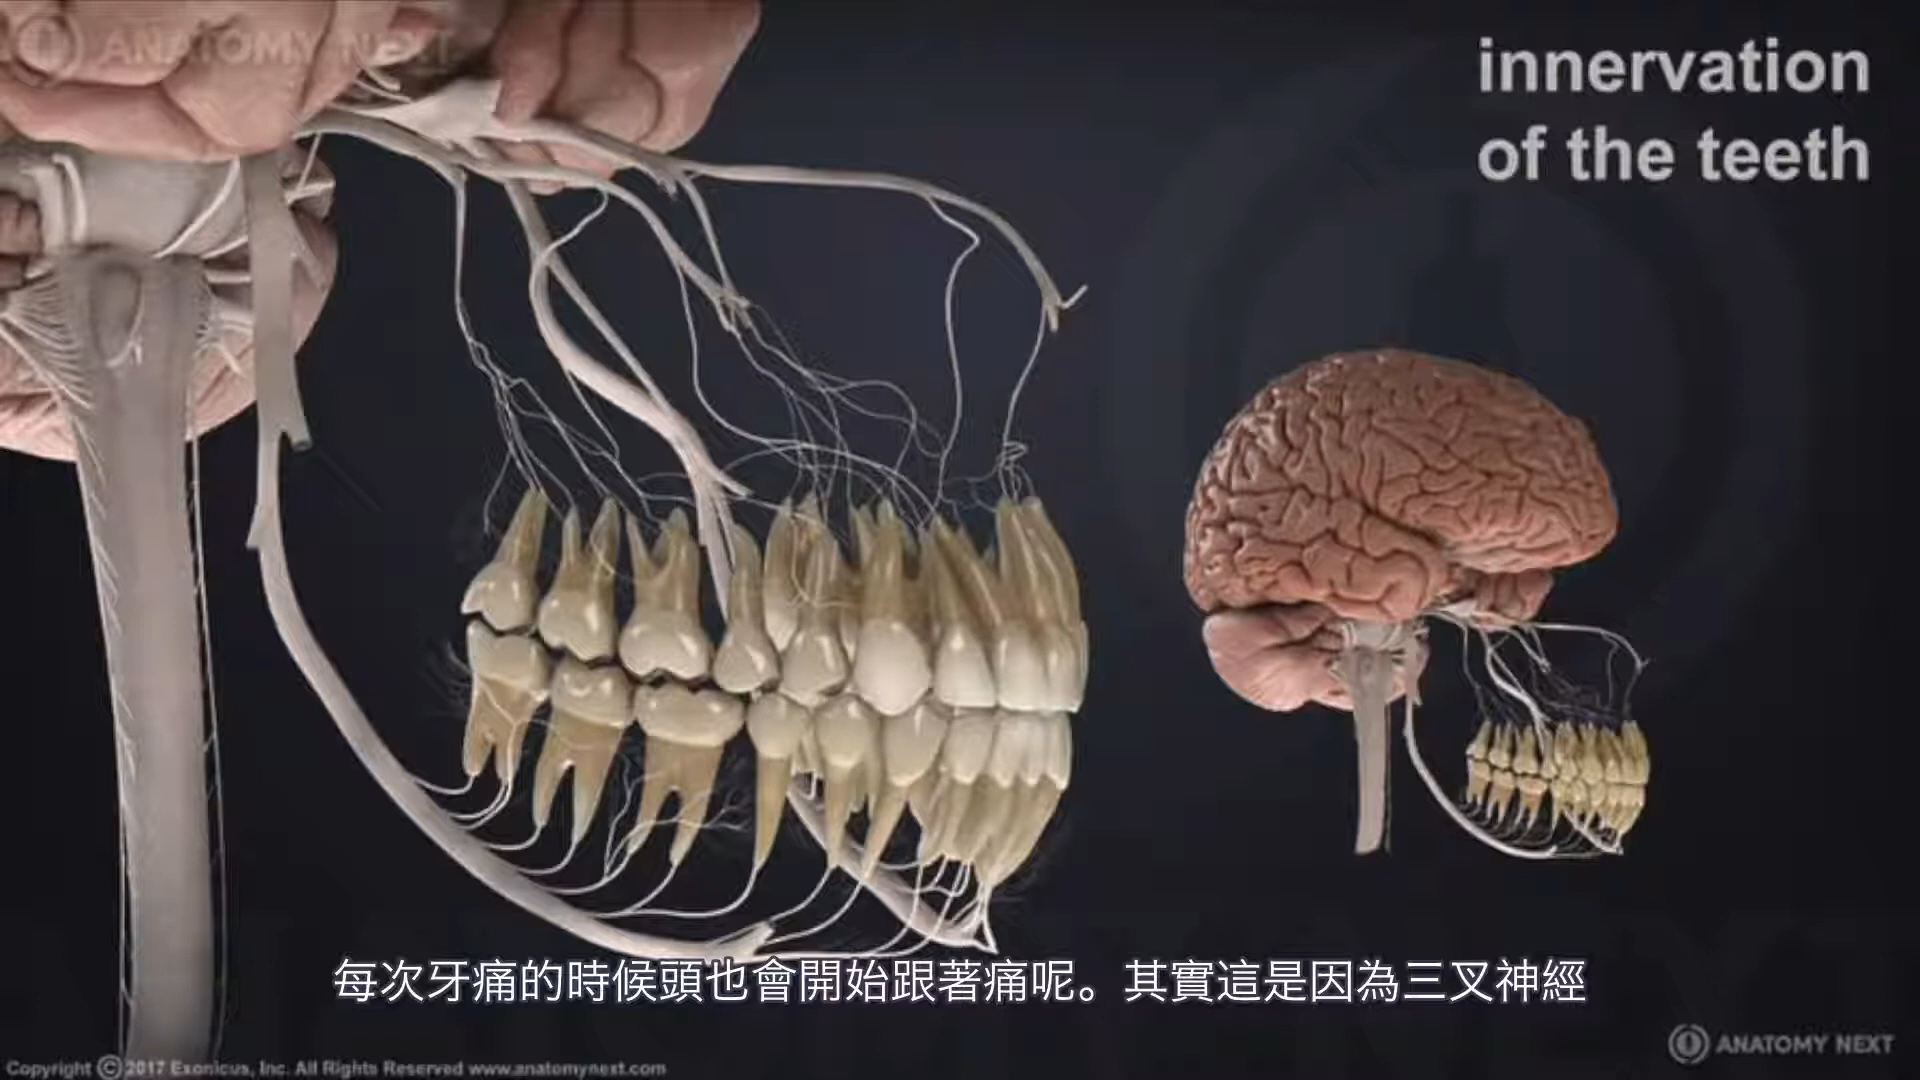 ANATOMY NEXT
innervation
of the teeth
每次牙痛的時候頭也會開始跟著痛呢。其實這是因為三叉神經
ANATOMY NEXT
Copyright © 2017 Exonicus, Inc. All Rights Reserved www.anatomynext.com